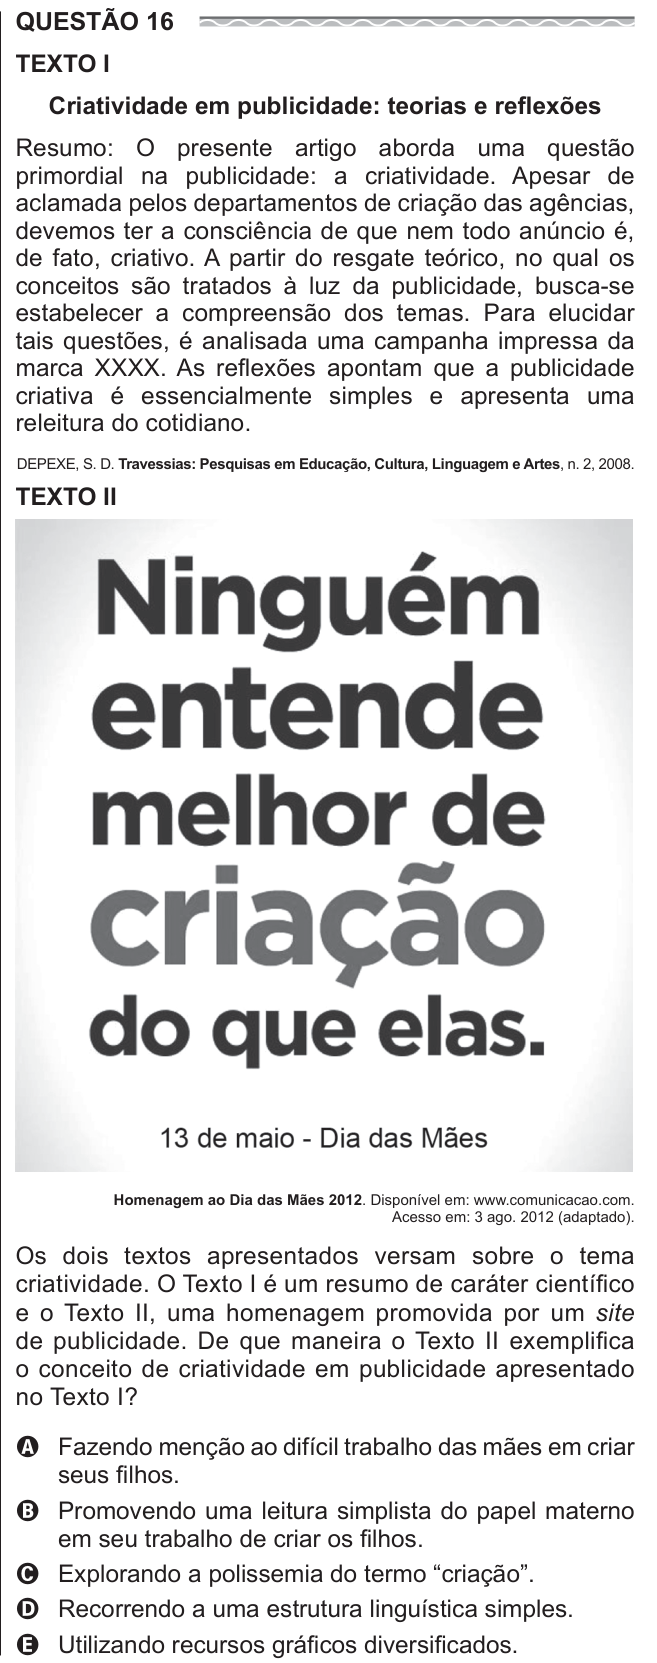 QUESTÃO 16
TEXTO I
Criatividade em publicidade: teorias e reflexões
Resumo: O presente artigo aborda uma questão
primordial na publicidade: a criatividade. Apesar de
aclamada pelos departamentos de criação das agências,
devemos ter a consciência de que nem todo anúncio é,
de fato, criativo. A partir do resgate teórico, no qual os
conceitos são tratados à luz da publicidade, busca-se
estabelecer a compreensão dos temas. Para elucidar
tais questões, é analisada uma campanha impressa da
marca XXXX. As reflexões apontam que a publicidade
criativa é essencialmente simples e apresenta uma
releitura do cotidiano.
DEPEXE, S. D. Travessias: Pesquisas em Educação, Cultura, Linguagem e Artes, n. 2, 2008.
TEXTO II
Ninguém
entende
melhor de
criação
do que elas.
13 de maio - Dia das Mães
Homenagem ao Dia das Mães 2012. Disponível em: www.comunicacao.com.
Acesso em: 3 ago. 2012 (adaptado).
Os dois textos apresentados versam sobre o tema
criatividade. O Texto I é um resumo de caráter científico
e o Texto II, uma homenagem promovida por um site
de publicidade. De que maneira o Texto II exemplifica
o conceito de criatividade em publicidade apresentado
no Texto I?
A Fazendo menção ao difícil trabalho das mães em criar
seus filhos.
B Promovendo uma leitura simplista do papel materno
em seu trabalho de criar os filhos.
C Explorando a polissemia do termo “criação”.
D Recorrendo a uma estrutura linguística simples.
E Utilizando recursos gráficos diversificados.